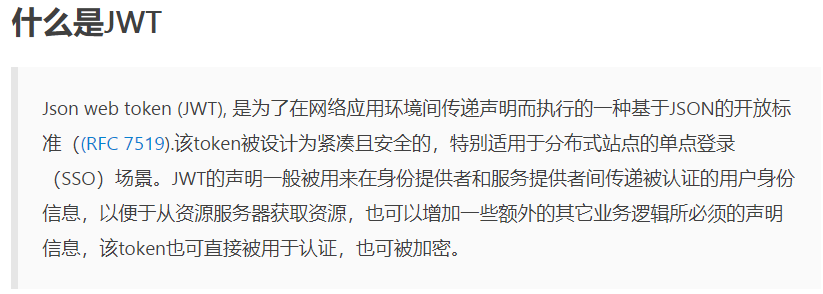 什么是JWT
Json web token (JWT), 是为了在网络应用环境间传递声明而执行的一种基于JSON的开放标
准（(RFC 7519).该token被设计为紧凑且安全的，特别适用于分布式站点的单点登录
（SSO）场景。JWT的声明一般被用来在身份提供者和服务提供者间传递被认证的用户身份
信息，以便于从资源服务器获取资源，也可以增加一些额外的其它业务逻辑所必须的声明
信息，该token也可直接被用于认证，也可被加密。